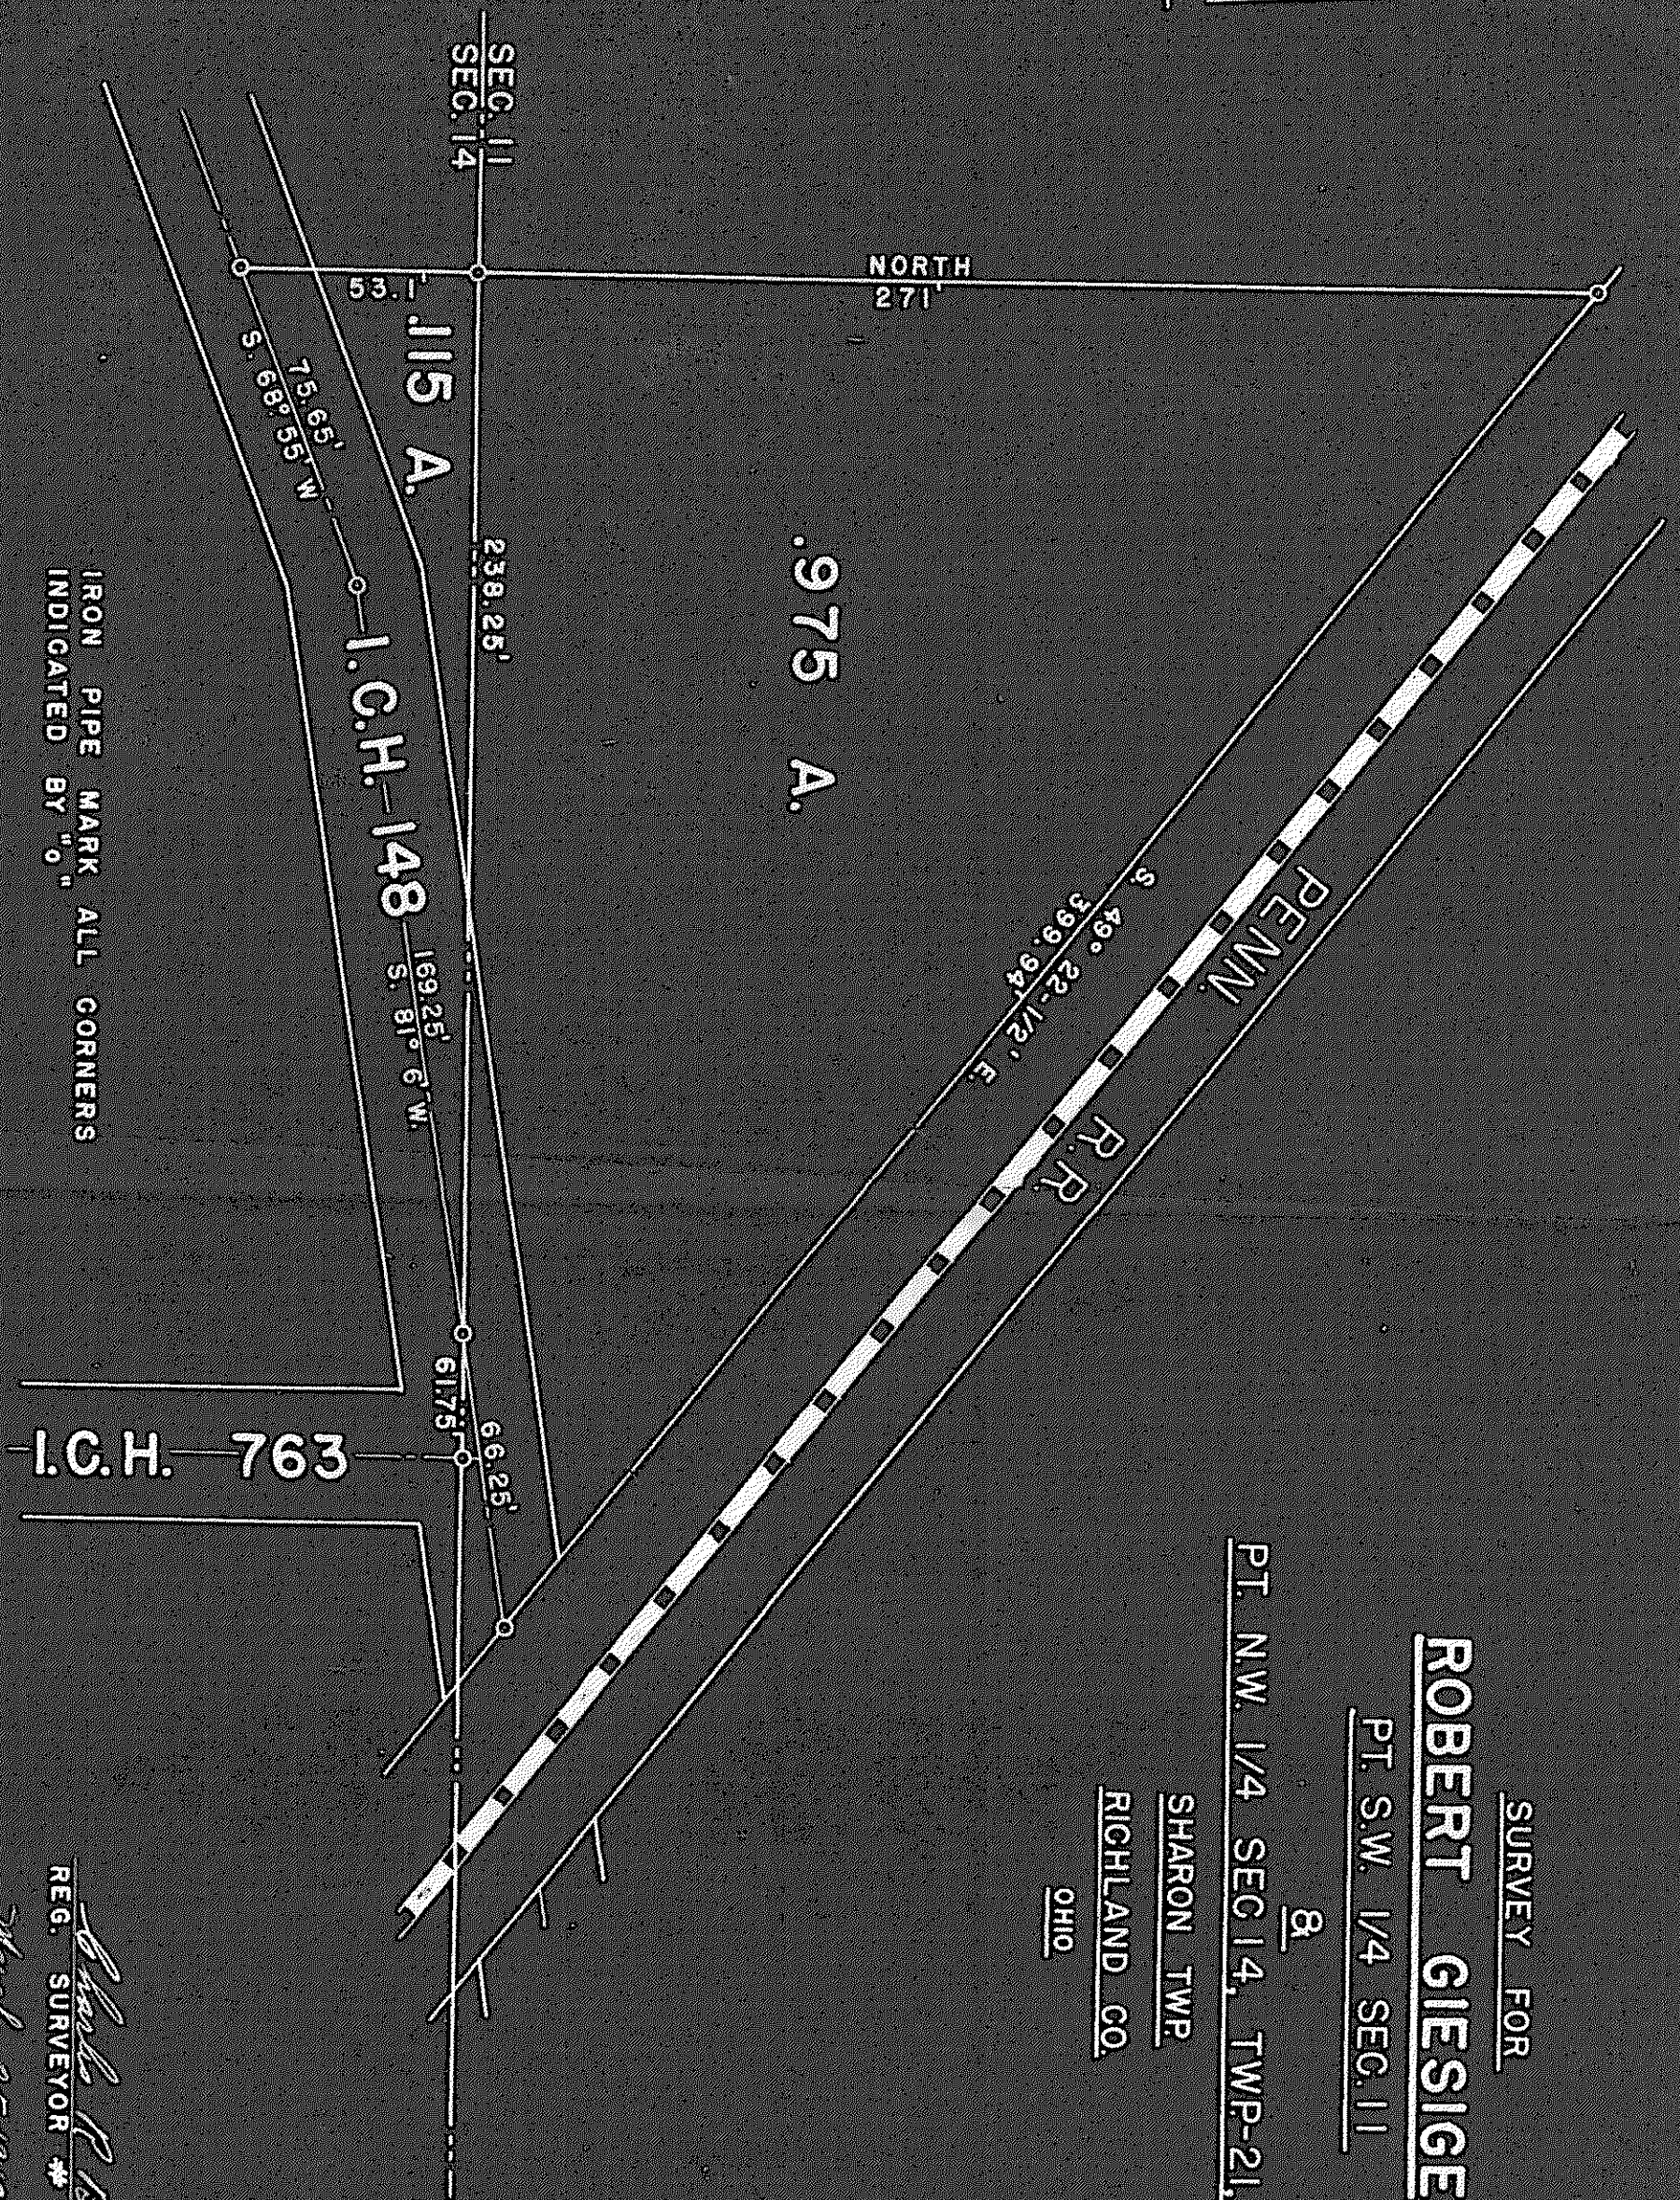 SURVEY FOR
ROBERT GIESIGE
PT. S.W. 1/4 SEC. 11
&
PT. N.W. 1/4 SEC 14, TWP.-21,
SHARON TWP.
RICHLAND CO.
OHIO
NORTH
271'
S. 49° 22-1/2' E.
399.94'
PENN. R.R.
.975 A.
SEC. 11
SEC. 14
238.25'
53.1'
.1115 A.
75.65'
S. 68° 55' W
I.C.H. 148
169.25'
S. 81° 6' W.
61.75'
66.25'
I.C.H. 763
IRON PIPE MARK ALL CORNERS
INDICATED BY "o"
REG. SURVEYOR #